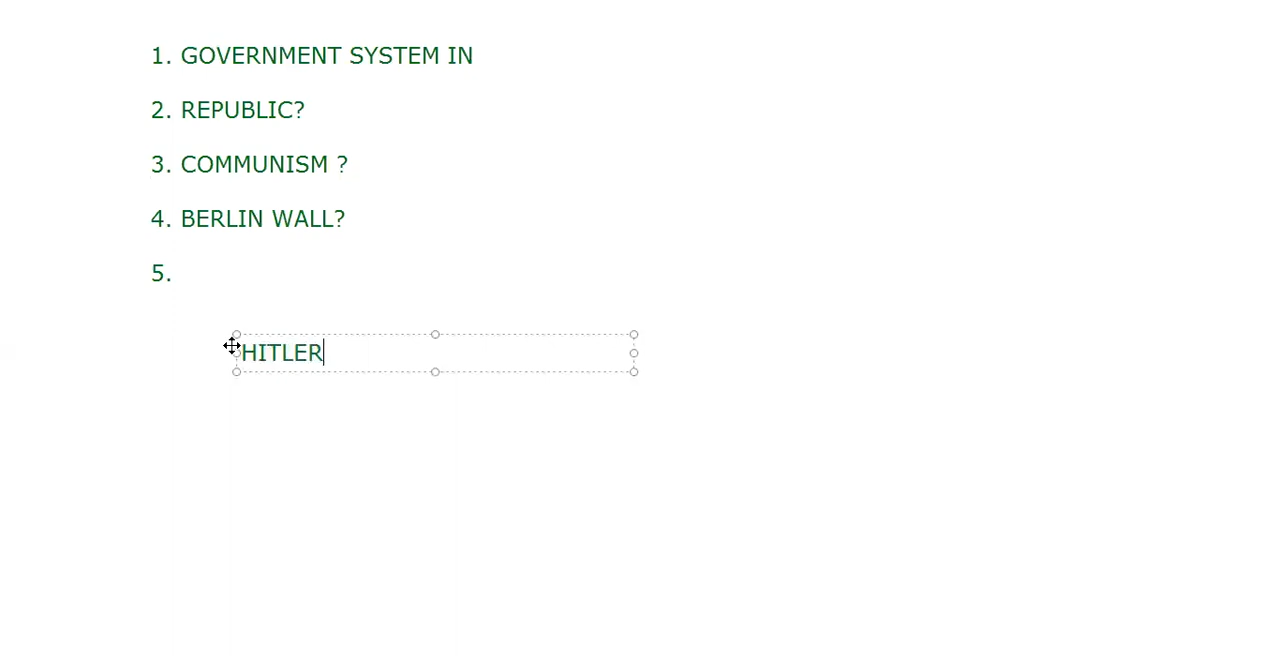 1. GOVERNMENT SYSTEM IN
2. REPUBLIC?
3. COMMUNISM ?
4. BERLIN WALL?
5.
HITLER